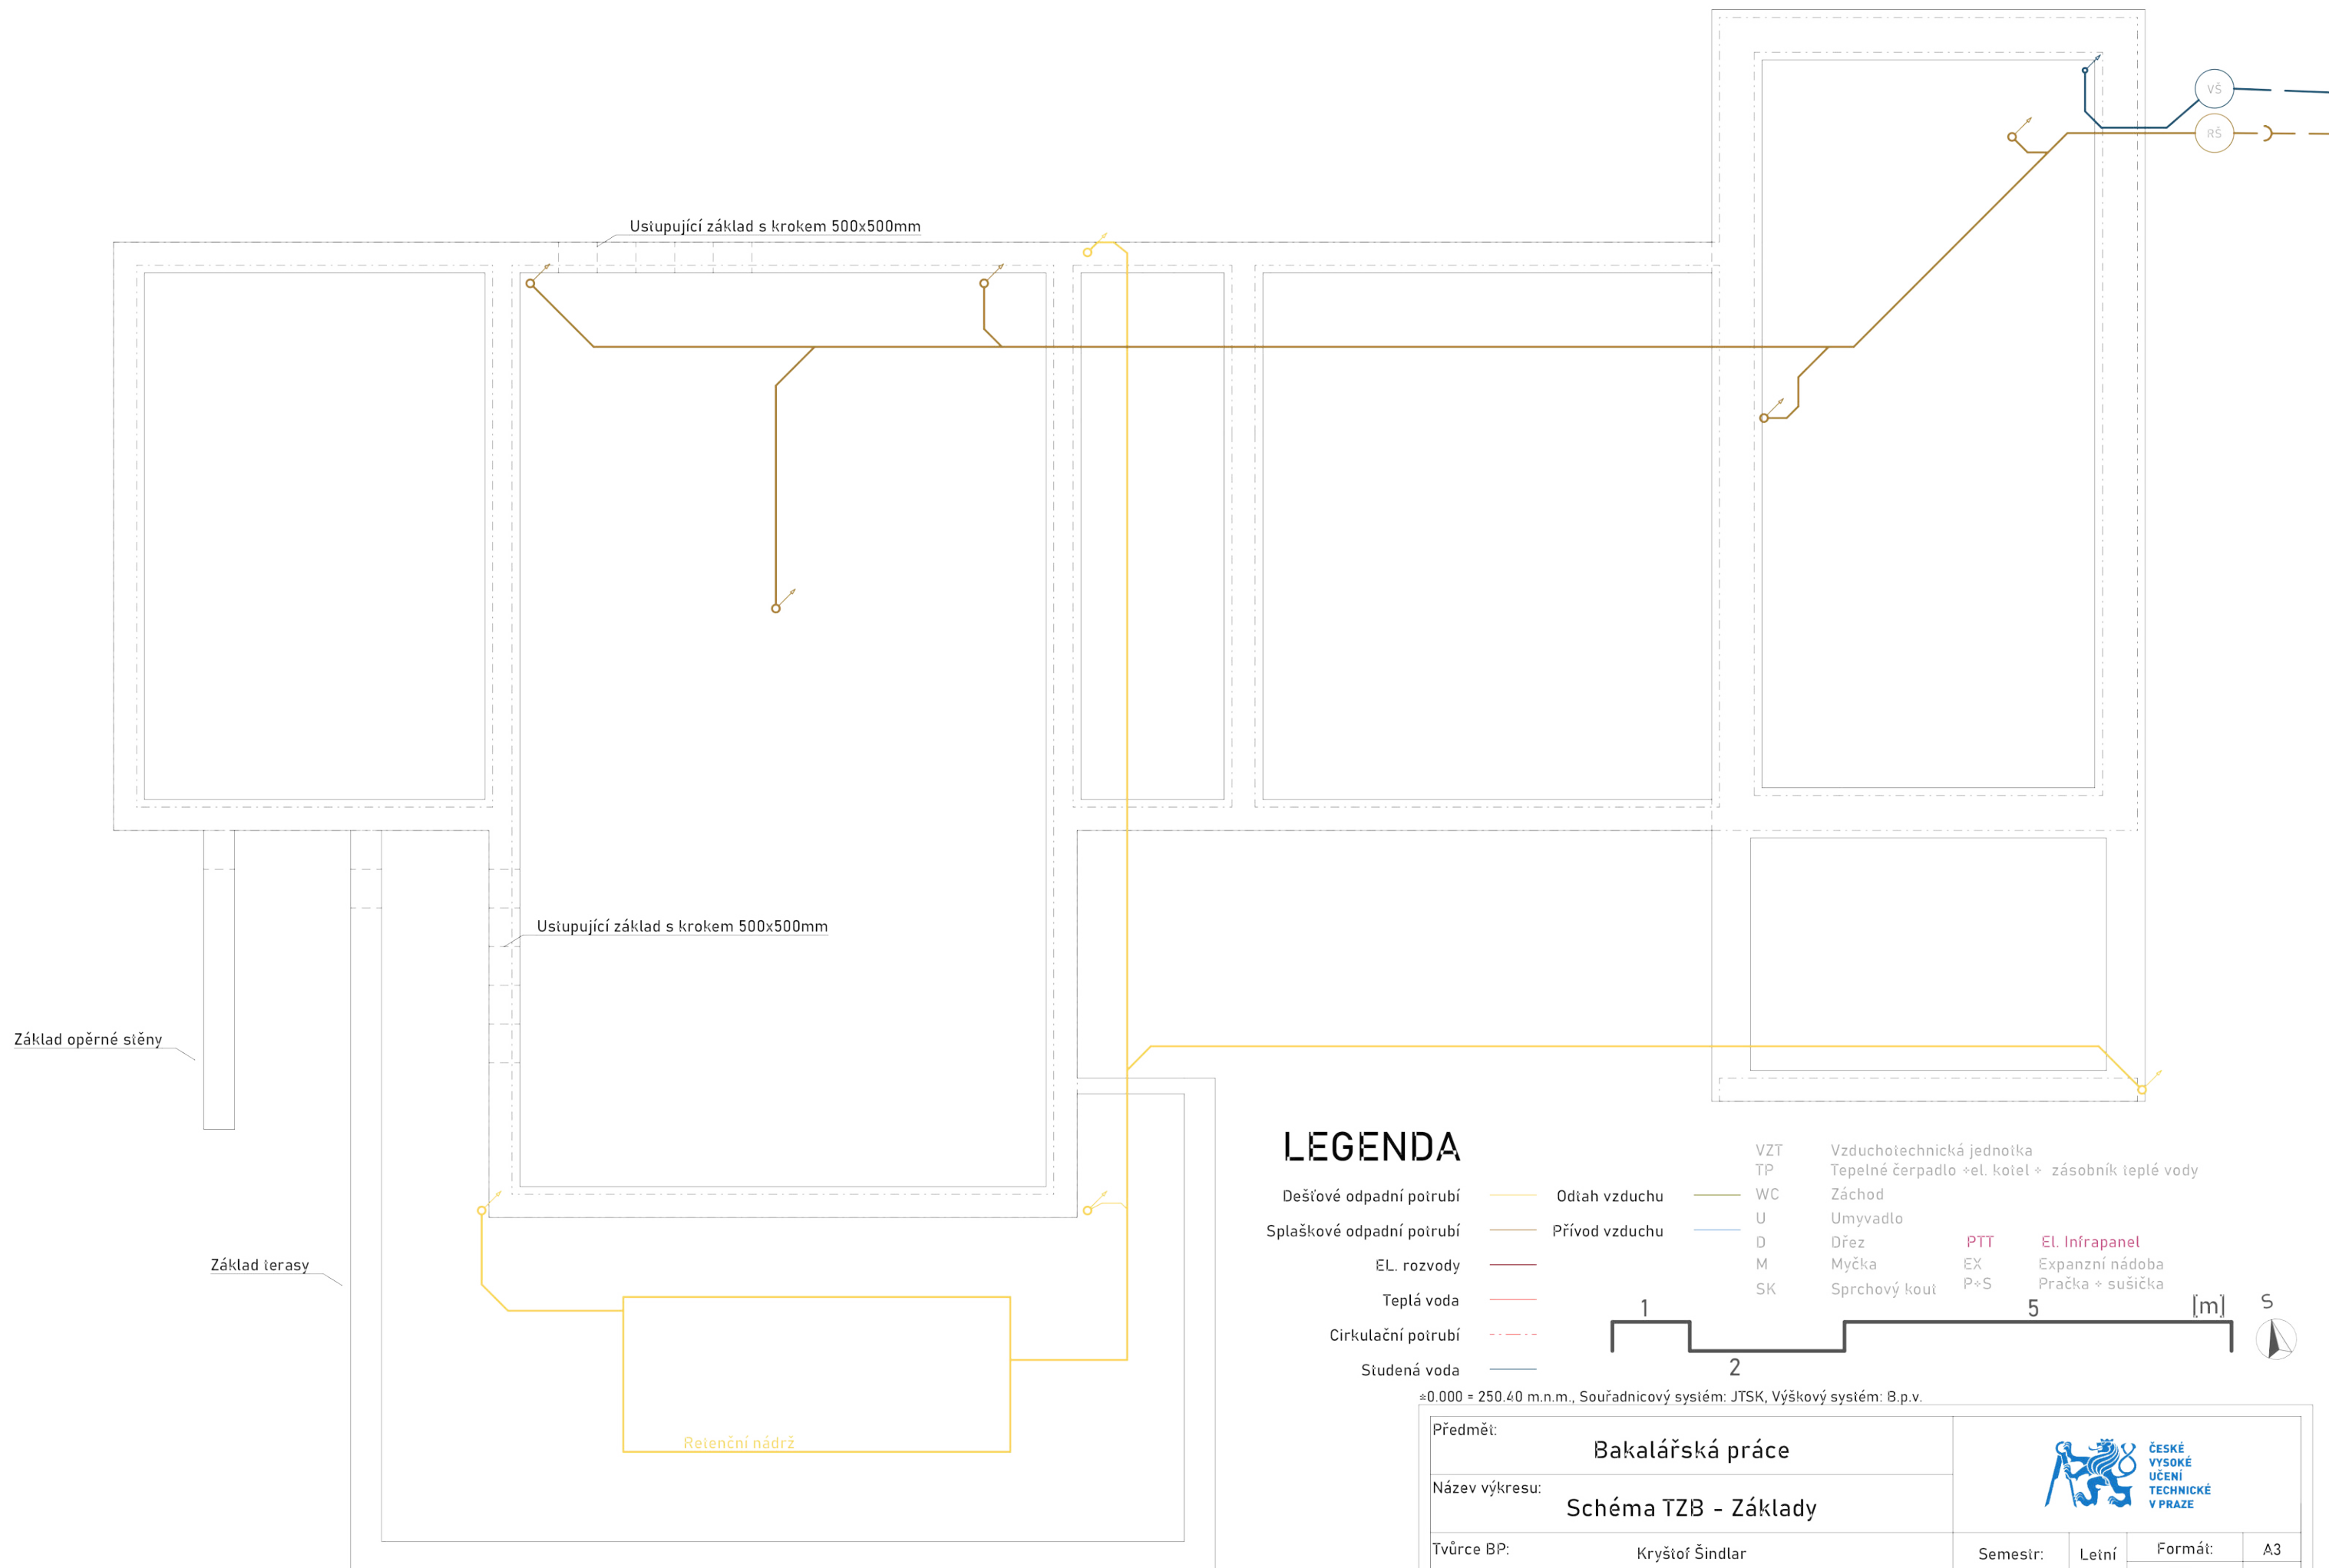 VŠ
RŠ
Ustupující základ s krokem 500x500mm
Ustupující základ s krokem 500x500mm
Základ opěrné stěny
Základ terasy
Retenční nádrž
LEGENDA
Dešťové odpadní potrubí
Splaškové odpadní potrubí
EL. rozvody
Teplá voda
Cirkulační potrubí
Studená voda
Odtah vzduchu
Přívod vzduchu
VZT Vzduchotechnická jednotka
TP Tepelné čerpadlo +el. kotel + zásobník teplé vody
WC Záchod
U Umyvadlo
D Dřez
M Myčka
SK Sprchový kout
PTT El. Infrapanel
EX Expanzní nádoba
P+S Pračka + sušička
1 2 5 [m]
S
±0.000 = 250.40 m.n.m., Souřadnicový systém: JTSK, Výškový systém: B.p.v.
Předmět:
Bakalářská práce
Název výkresu:
Schéma TZB - Základy
ČESKÉ
VYSOKÉ
UČENÍ
TECHNICKÉ
V PRAZE
Tvůrce BP: Kryštof Šindlar Semestr: Letní Formát: A3